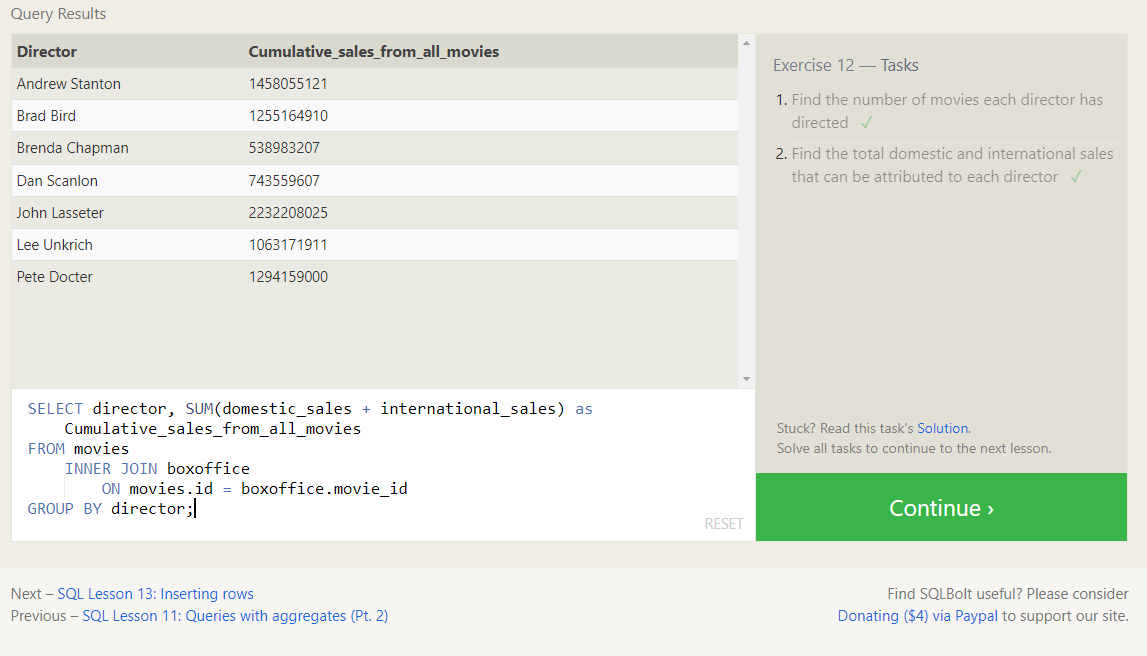 Query Results
Director Cumulative_sales_from_all_movies
Andrew Stanton 1458055121
Brad Bird 1255164910
Brenda Chapman 538983207
Dan Scanlon 743559607
John Lasseter 2232208025
Lee Unkrich 1063171911
Pete Docter 1294159000
SELECT director, SUM(domestic_sales + international_sales) as
Cumulative_sales_from_all_movies
FROM movies
INNER JOIN boxoffice
ON movies.id = boxoffice.movie_id
GROUP BY director;
RESET
Exercise 12 — Tasks
1. Find the number of movies each director has
directed ✓
2. Find the total domestic and international sales
that can be attributed to each director ✓
Stuck? Read this task's Solution.
Solve all tasks to continue to the next lesson.
Continue ›
Next – SQL Lesson 13: Inserting rows
Previous – SQL Lesson 11: Queries with aggregates (Pt. 2)
Find SQLBolt useful? Please consider
Donating ($4) via Paypal to support our site.